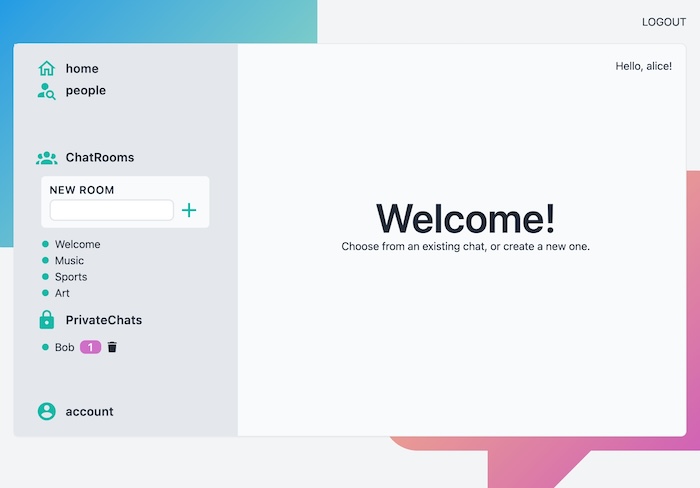 LOGOUT
Hello, alice!
home
people
ChatRooms
NEW ROOM
Welcome
Music
Sports
Art
PrivateChats
Bob 1
account
Welcome!
Choose from an existing chat, or create a new one.